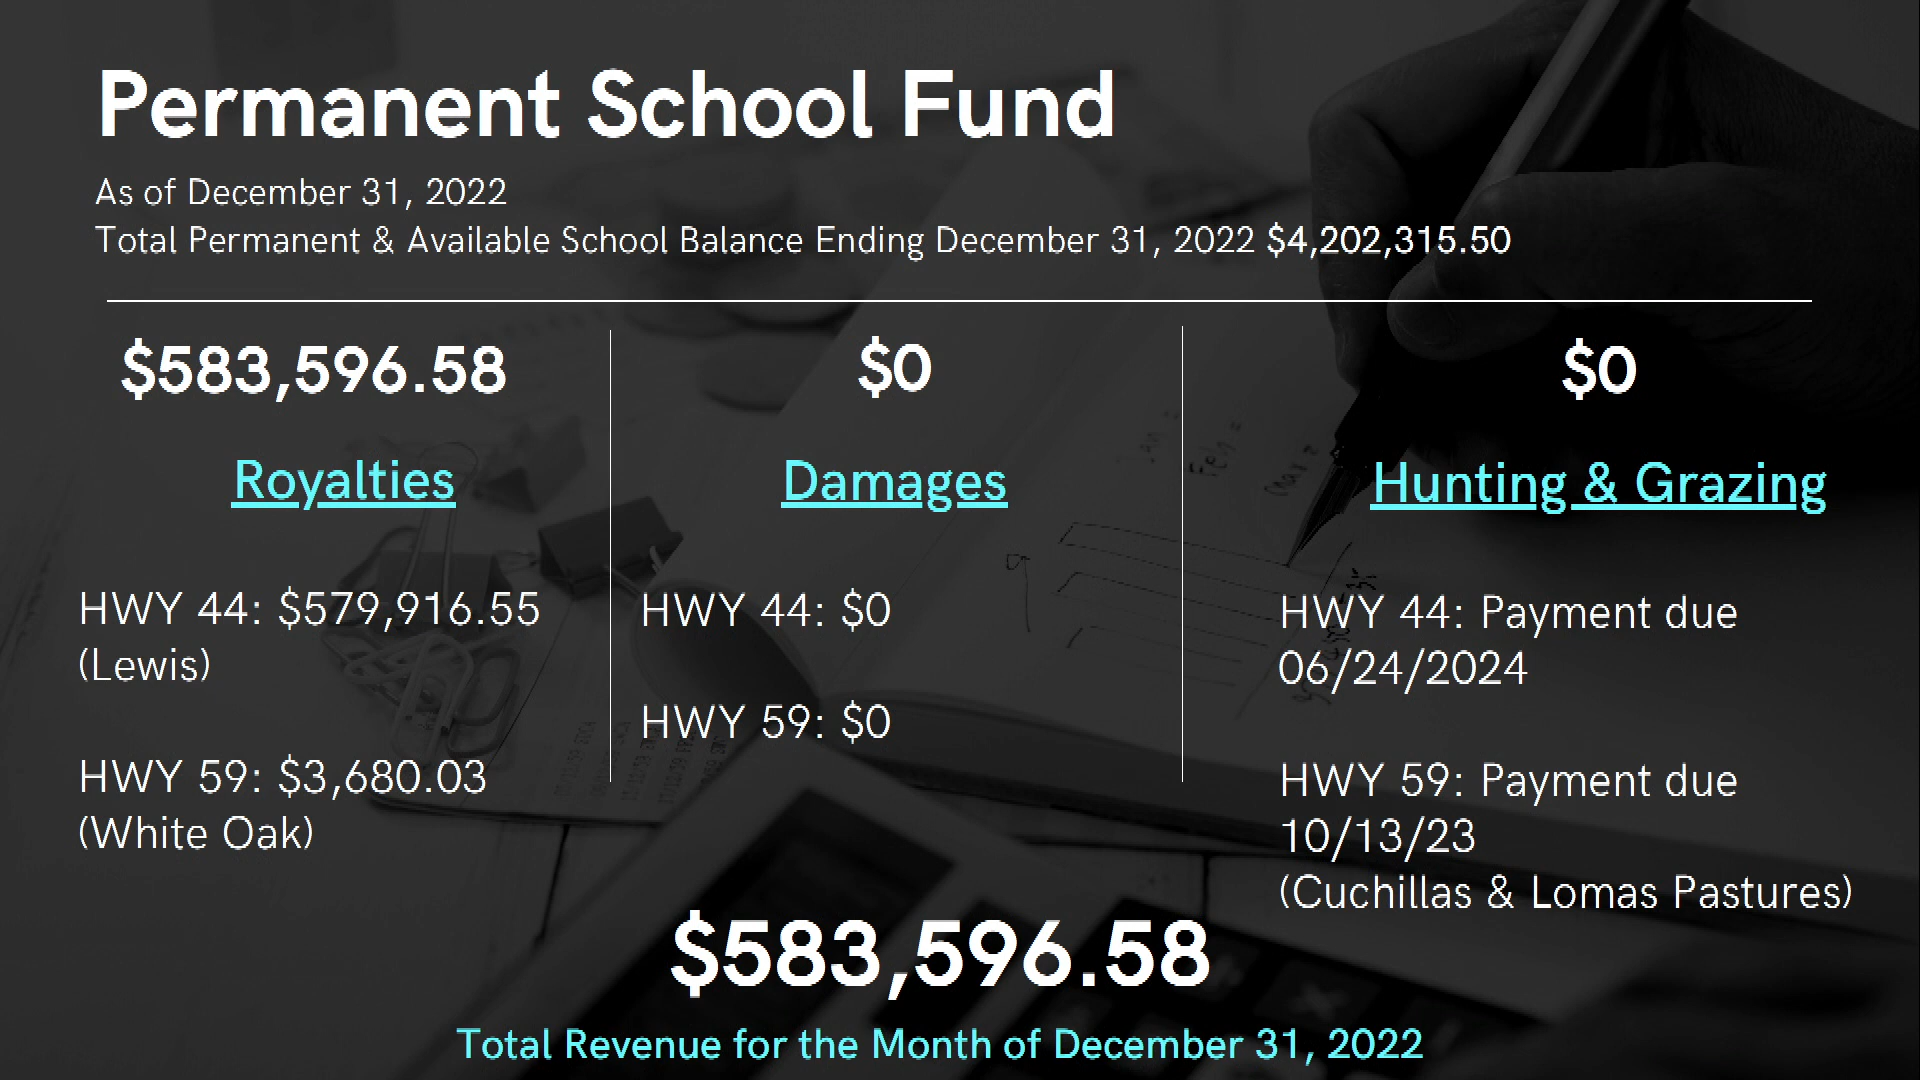 Permanent School Fund
As of December 31, 2022
Total Permanent & Available School Balance Ending December 31, 2022 $4,202,315.50
$583,596.58
Royalties
HWY 44: $579,916.55
(Lewis)
HWY 59: $3,680.03
(White Oak)
$0
Damages
HWY 44: $0
HWY 59: $0
$0
Hunting & Grazing
HWY 44: Payment due
06/24/2024
HWY 59: Payment due
10/13/23
(Cuchillas & Lomas Pastures)
$583,596.58
Total Revenue for the Month of December 31, 2022